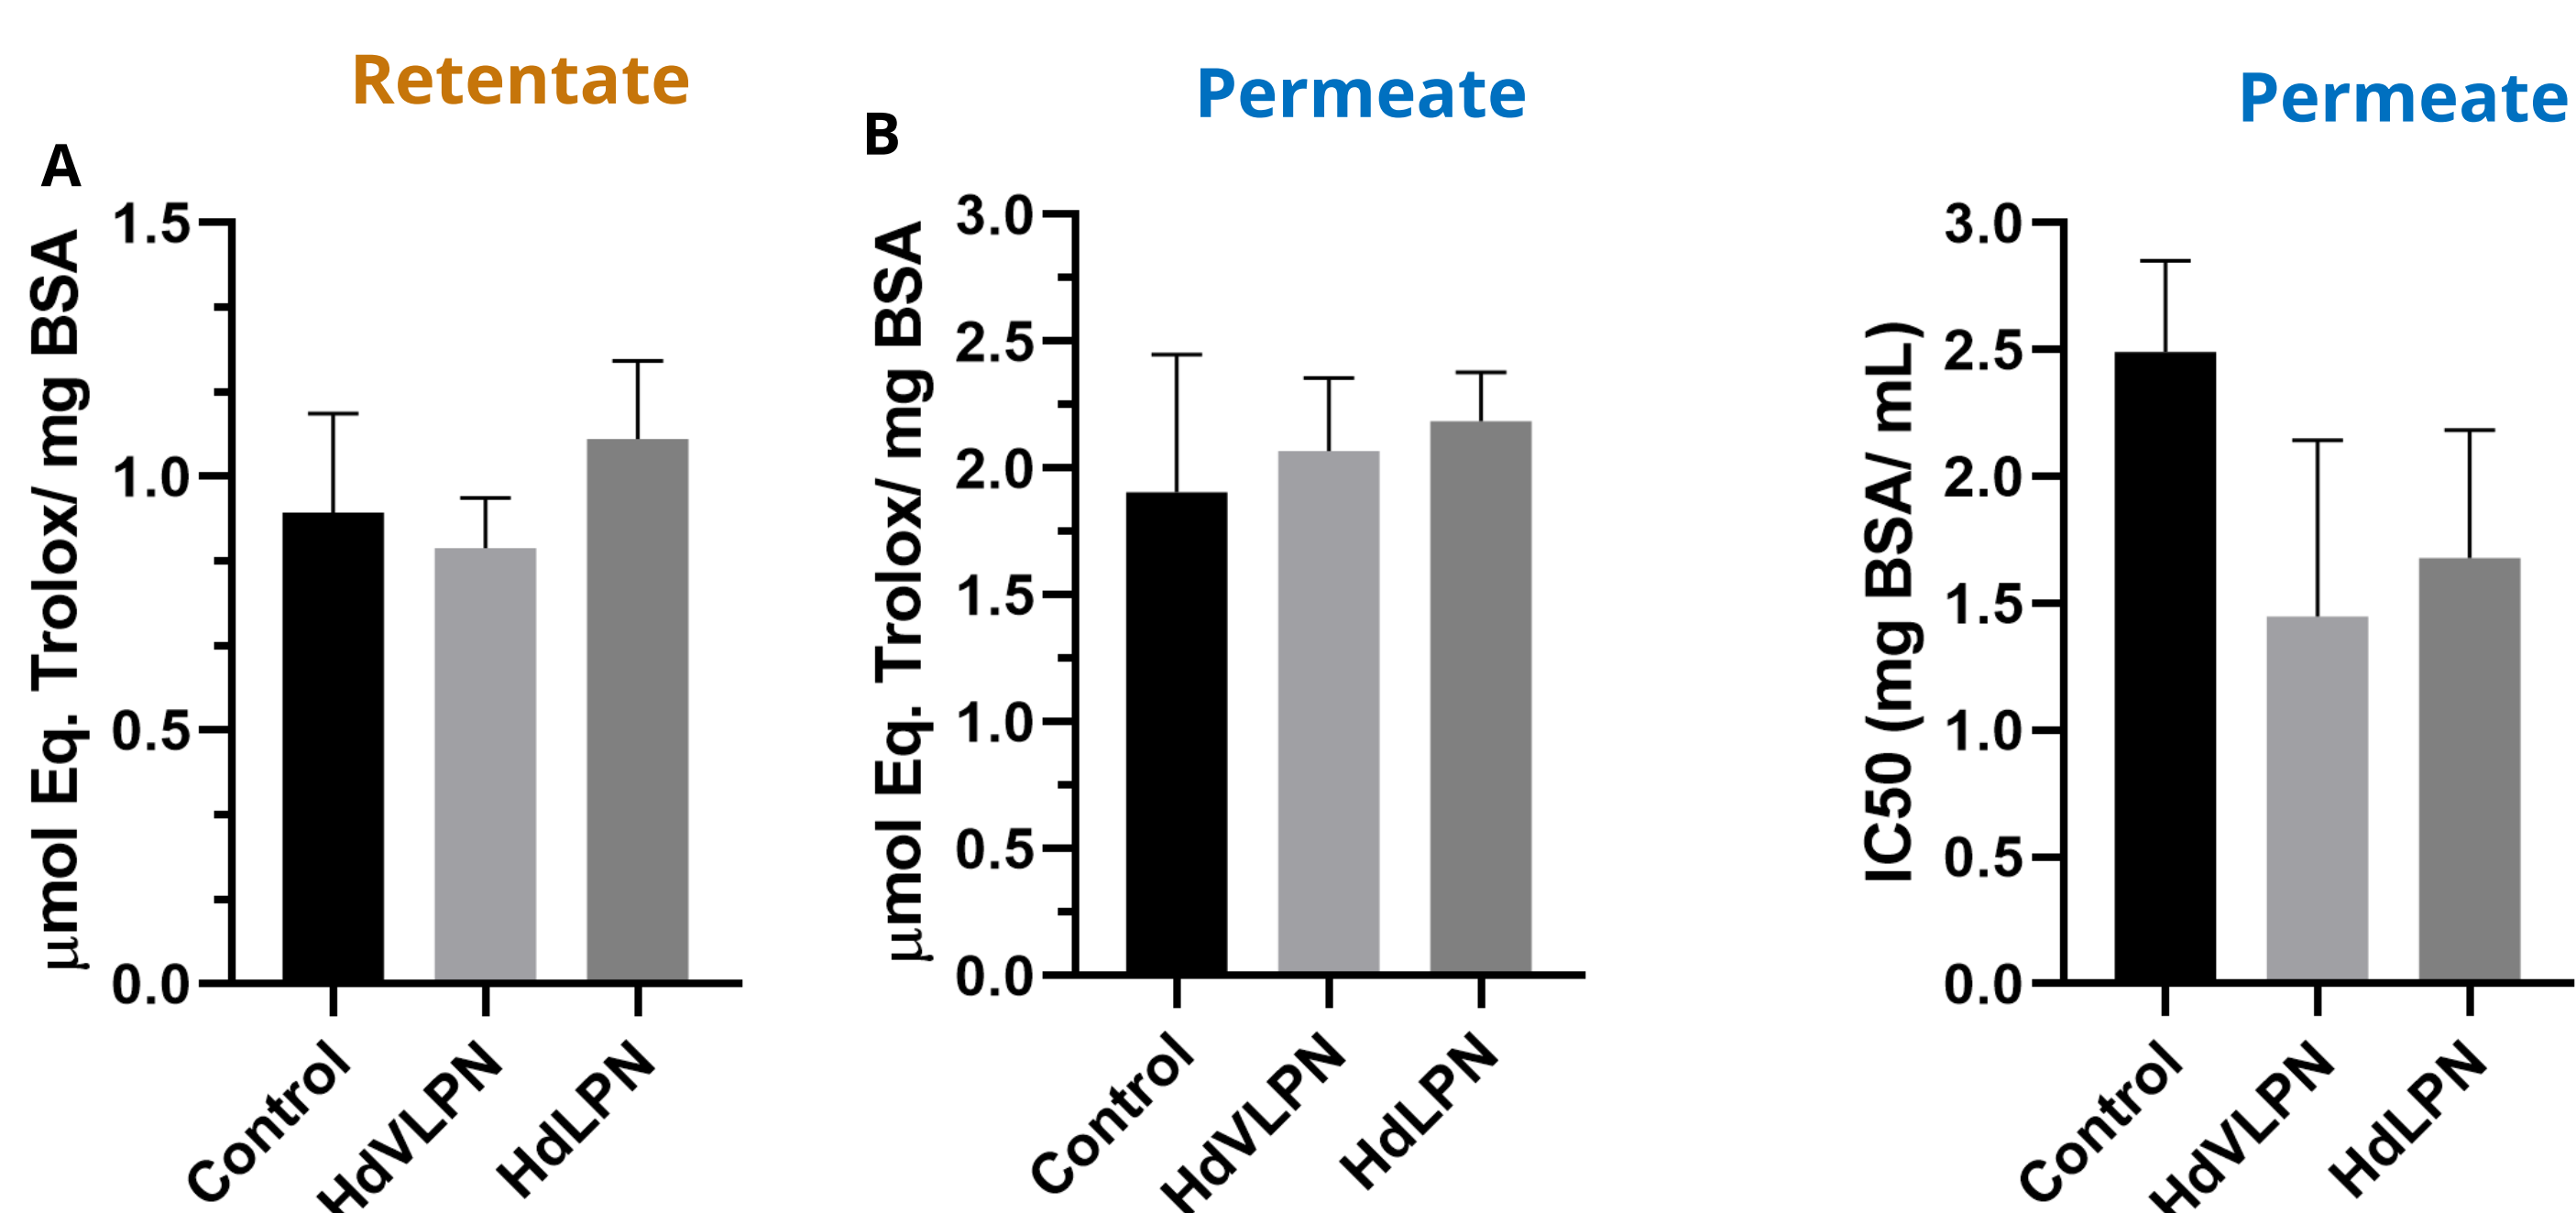 Retentate
A
μmol Eq. Trolox/ mg BSA
1.5
1.0
0.5
0.0
Control
HdVLPN
HdLPN
Permeate
B
μmol Eq. Trolox/ mg BSA
3.0
2.5
2.0
1.5
1.0
0.5
0.0
Control
HdVLPN
HdLPN
Permeate
IC50 (mg BSA/ mL)
3.0
2.5
2.0
1.5
1.0
0.5
0.0
Control
HdVLPN
HdLPN